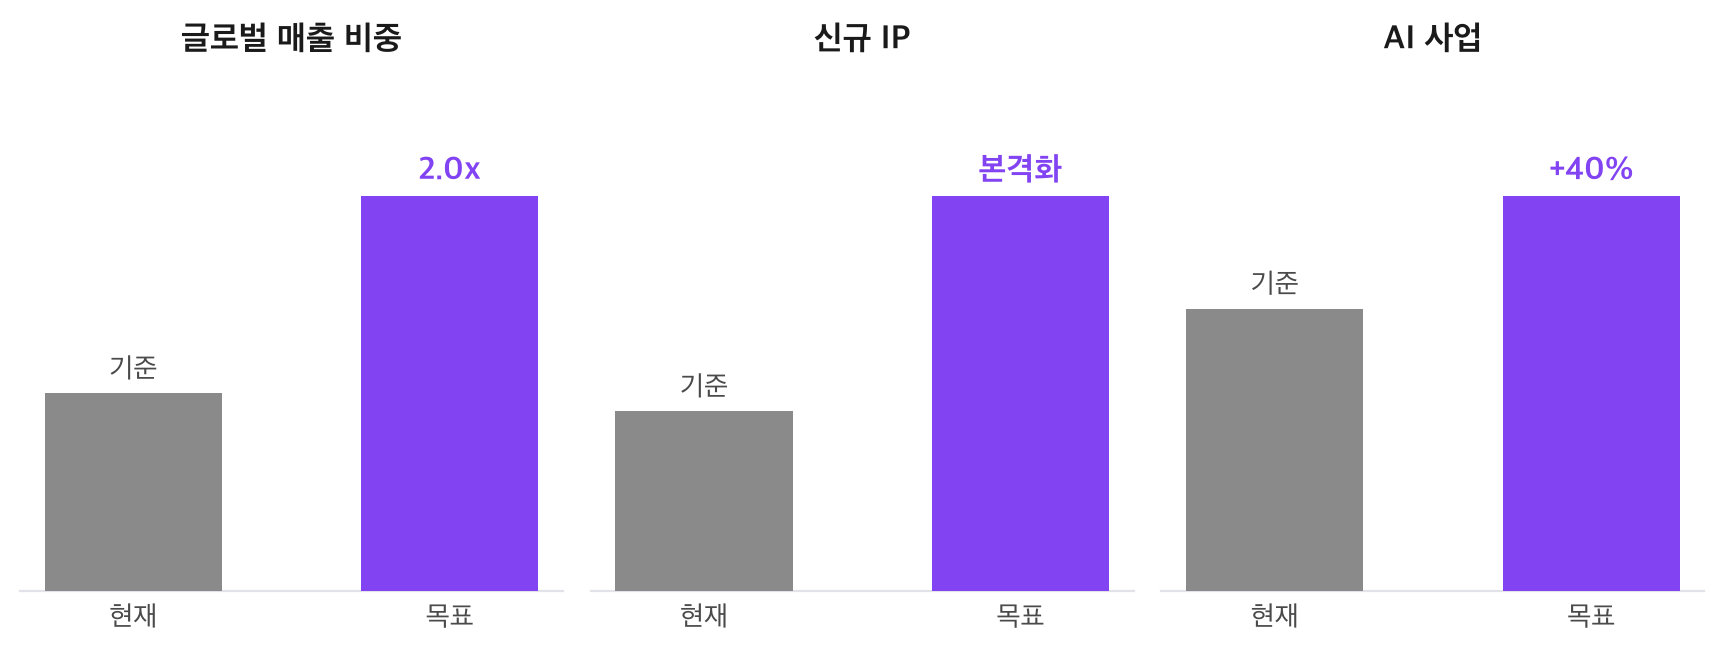 글로벌 매출 비중
2.0x
기준
현재
목표
신규 IP
본격화
기준
현재
목표
AI 사업
+40%
기준
현재
목표